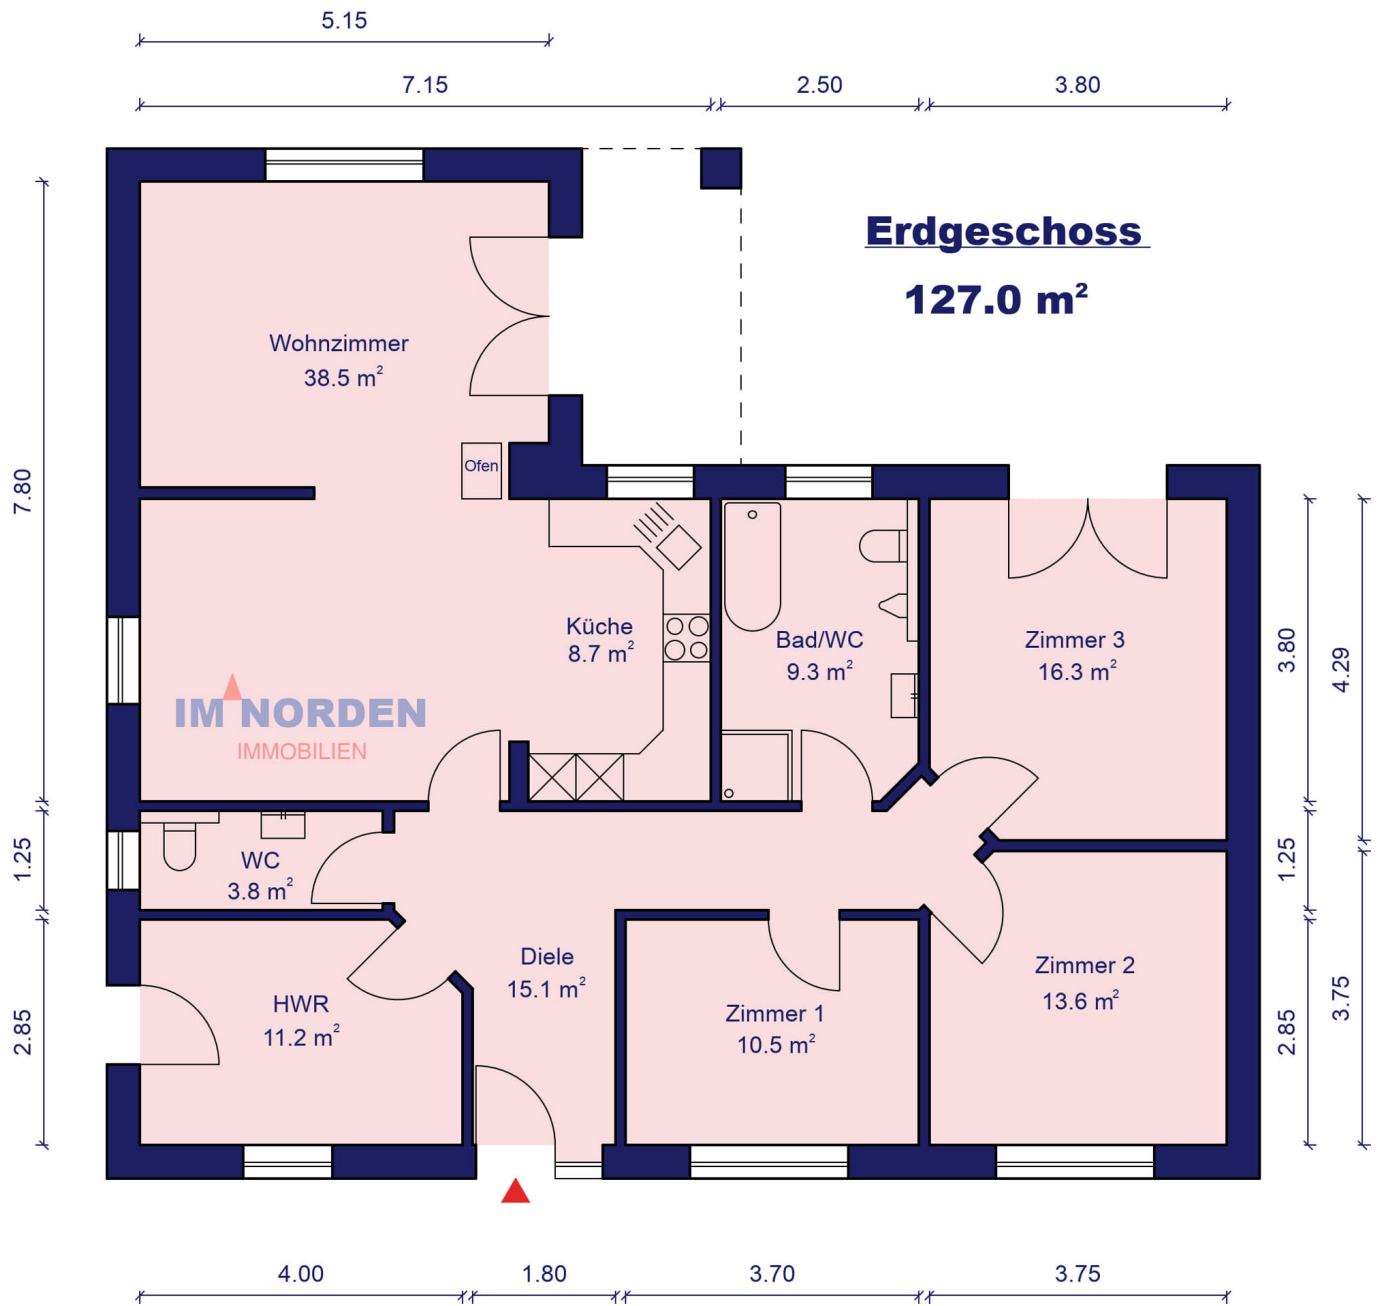 5.15
7.15
2.50
3.80
Erdgeschoss
127.0 m²
Wohnzimmer
38.5 m²
Ofen
7.80
Küche
8.7 m²
Bad/WC
9.3 m²
Zimmer 3
16.3 m²
3.80
4.29
IM NORDEN
IMMOBILIEN
1.25
WC
3.8 m²
1.25
Diele
15.1 m²
Zimmer 2
13.6 m²
HWR
11.2 m²
Zimmer 1
10.5 m²
2.85
2.85
3.75
4.00
1.80
3.70
3.75